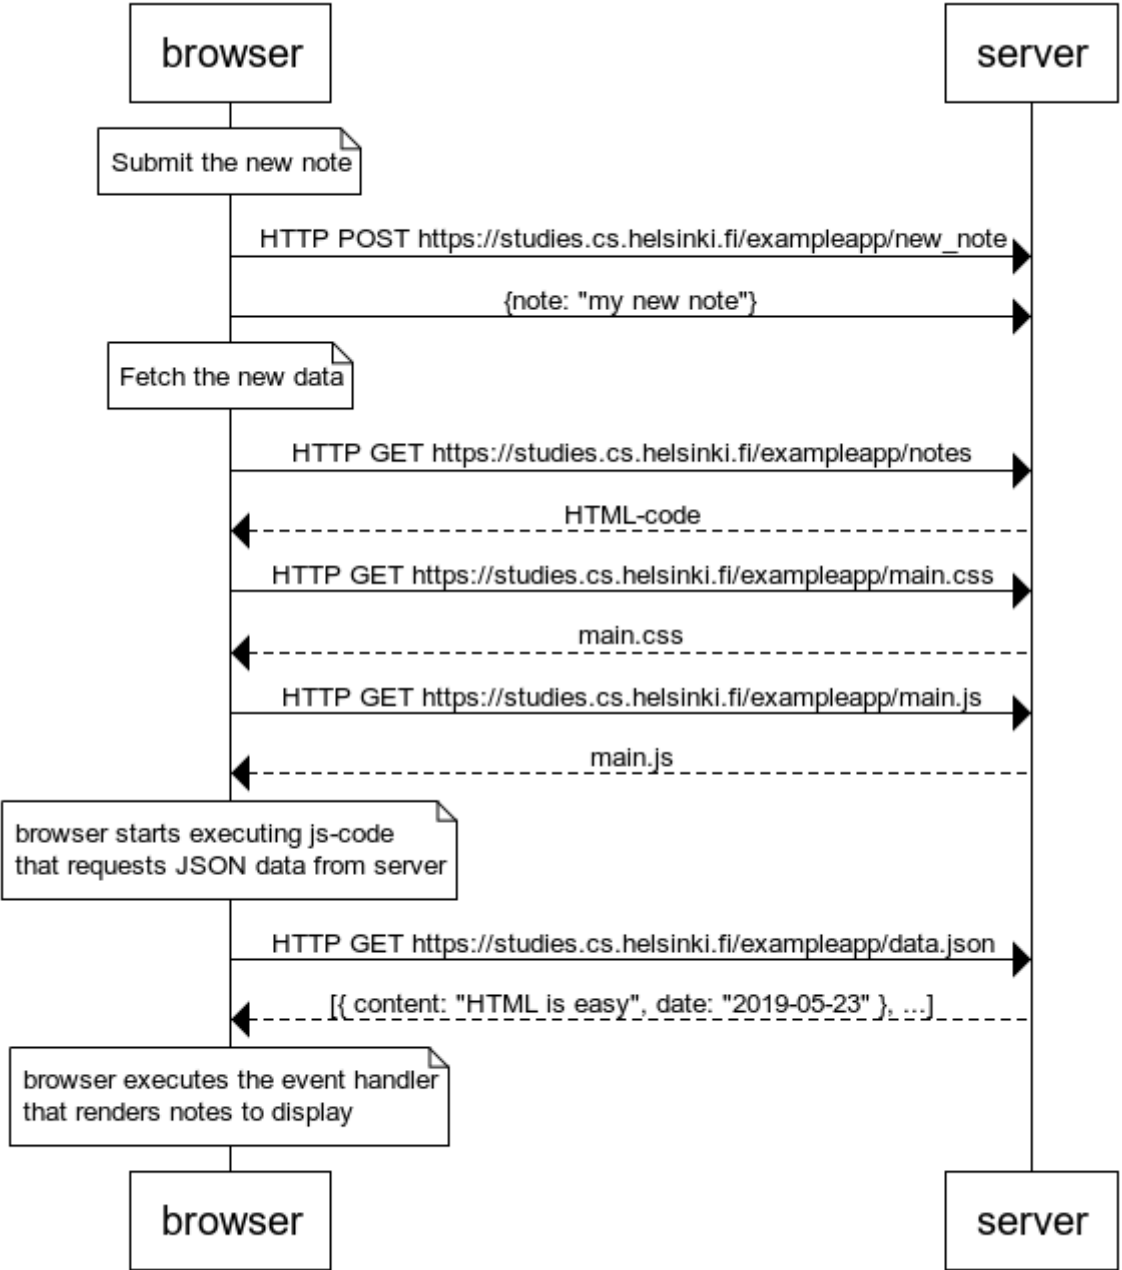 browser
server
Submit the new note
HTTP POST https://studies.cs.helsinki.fi/exampleapp/new_note
{note: "my new note"}
Fetch the new data
HTTP GET https://studies.cs.helsinki.fi/exampleapp/notes
HTML-code
HTTP GET https://studies.cs.helsinki.fi/exampleapp/main.css
main.css
HTTP GET https://studies.cs.helsinki.fi/exampleapp/main.js
main.js
browser starts executing js-code
that requests JSON data from server
HTTP GET https://studies.cs.helsinki.fi/exampleapp/data.json
[{ content: "HTML is easy", date: "2019-05-23" }, ...]
browser executes the event handler
that renders notes to display
browser
server